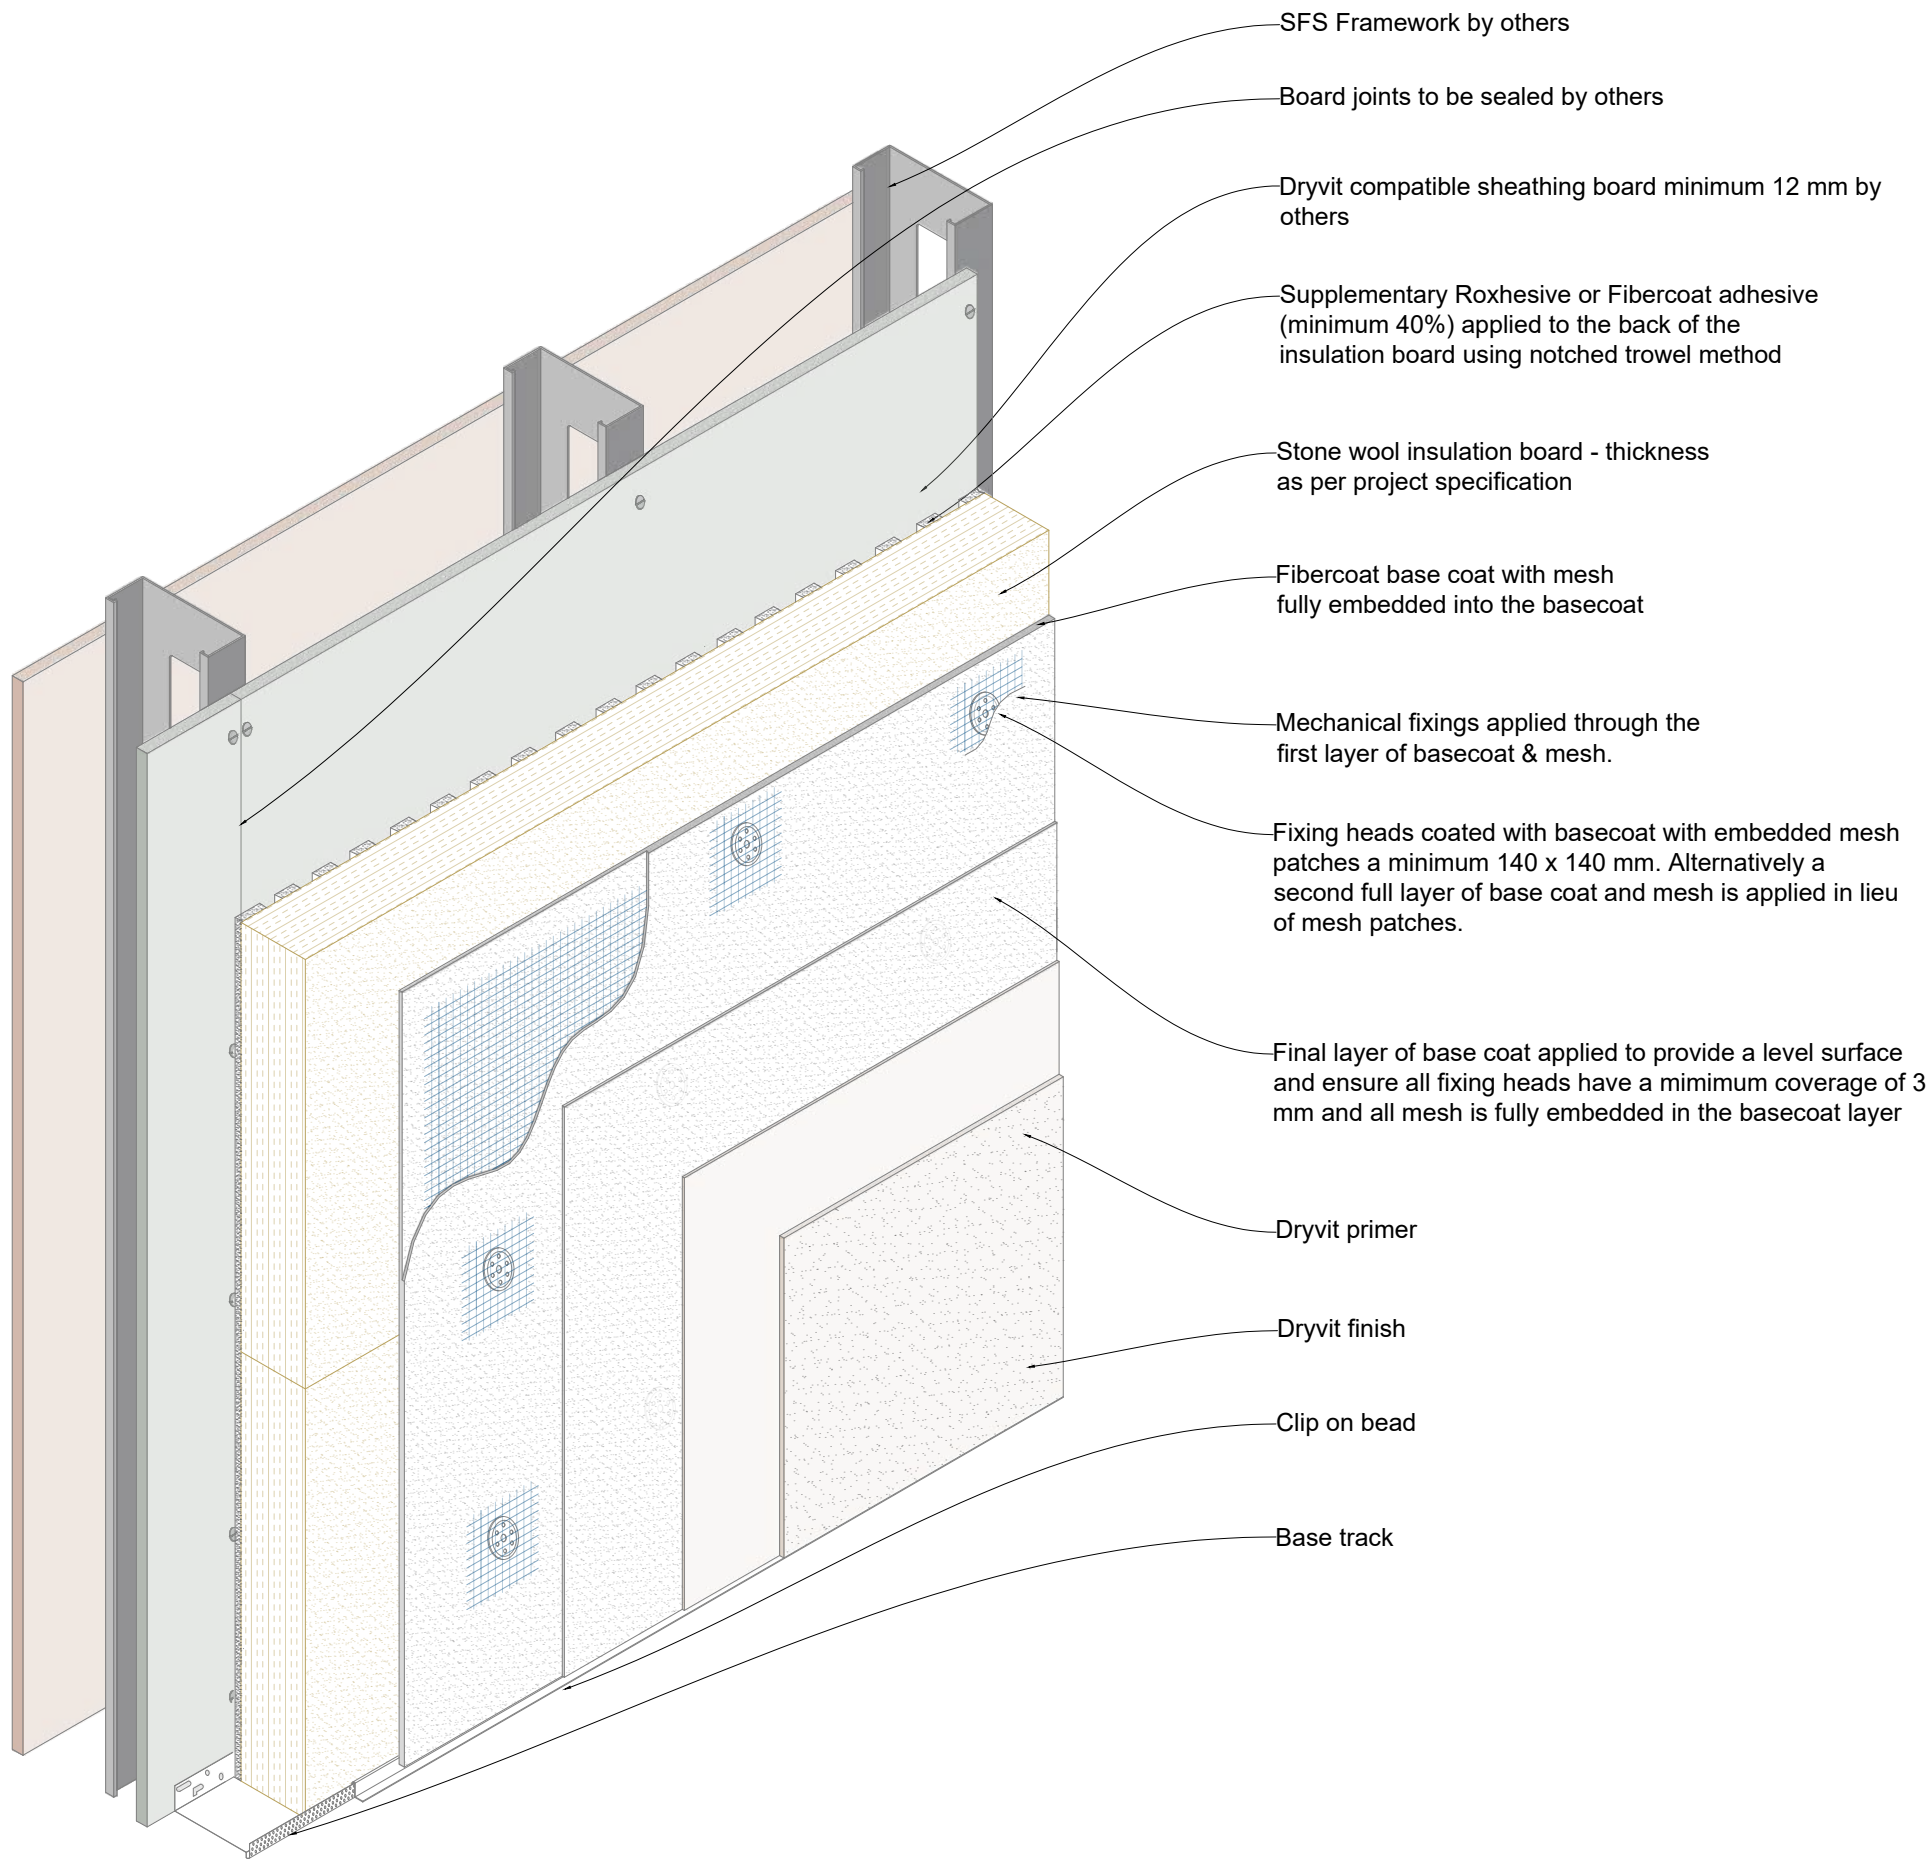 SFS Framework by others
Board joints to be sealed by others
Dryvit compatible sheathing board minimum 12 mm by
others
Supplementary Roxhesive or Fibercoat adhesive
(minimum 40%) applied to the back of the
insulation board using notched trowel method
Stone wool insulation board - thickness
as per project specification
Fibercoat base coat with mesh
fully embedded into the basecoat
Mechanical fixings applied through the
first layer of basecoat & mesh.
Fixing heads coated with basecoat with embedded mesh
patches a minimum 140 x 140 mm. Alternatively a
second full layer of base coat and mesh is applied in lieu
of mesh patches.
Final layer of base coat applied to provide a level surface
and ensure all fixing heads have a mimimum coverage of 3
mm and all mesh is fully embedded in the basecoat layer
Dryvit primer
Dryvit finish
Clip on bead
Base track